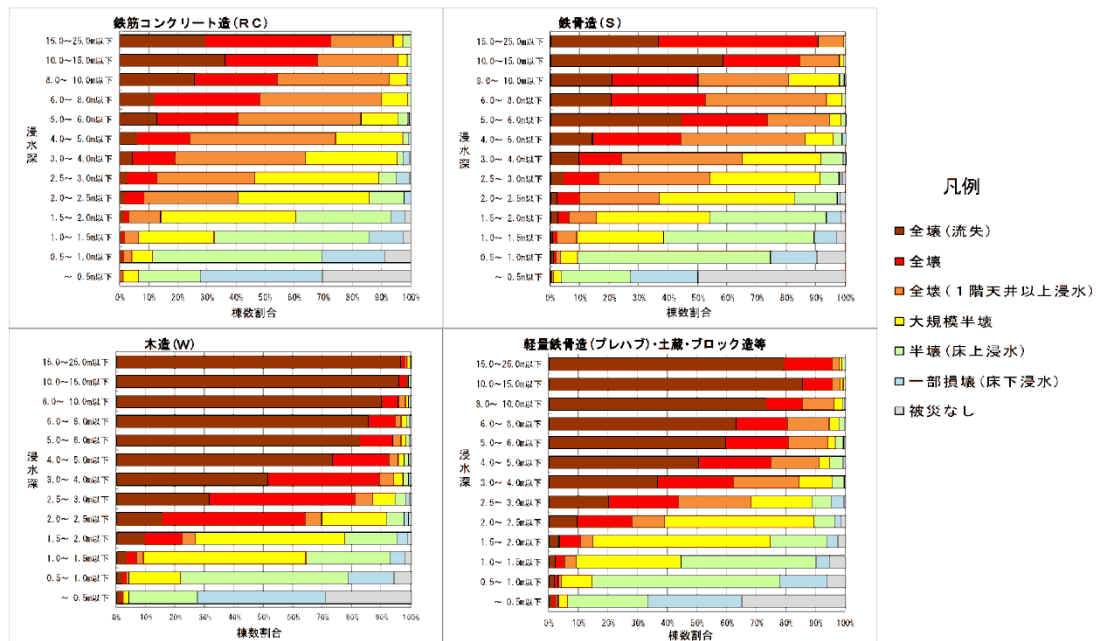 鉄筋コンクリート造(RC)
15.0～25.0m以下
10.0～15.0m以下
8.0～ 10.0m以下
6.0～ 8.0m以下
5.0～ 6.0m以下
4.0～ 5.0m以下
3.0～ 4.0m以下
2.5～ 3.0m以下
2.0～ 2.5m以下
1.5～ 2.0m以下
1.0～ 1.5m以下
0.5～ 1.0m以下
～ 0.5m以下
浸水深
0% 10% 20% 30% 40% 50% 60% 70% 80% 90% 100%
棟数割合
鉄骨造(S)
15.0～25.0m以下
10.0～15.0m以下
8.0～ 10.0m以下
6.0～ 8.0m以下
5.0～ 6.0m以下
4.0～ 5.0m以下
3.0～ 4.0m以下
2.5～ 3.0m以下
2.0～ 2.5m以下
1.5～ 2.0m以下
1.0～ 1.5m以下
0.5～ 1.0m以下
～ 0.5m以下
浸水深
0% 10% 20% 30% 40% 50% 60% 70% 80% 90% 100%
棟数割合
木造(W)
15.0～25.0m以下
10.0～15.0m以下
8.0～ 10.0m以下
6.0～ 8.0m以下
5.0～ 6.0m以下
4.0～ 5.0m以下
3.0～ 4.0m以下
2.5～ 3.0m以下
2.0～ 2.5m以下
1.5～ 2.0m以下
1.0～ 1.5m以下
0.5～ 1.0m以下
～ 0.5m以下
浸水深
0% 10% 20% 30% 40% 50% 60% 70% 80% 90% 100%
棟数割合
軽量鉄骨造(プレハブ)・土蔵・ブロック造等
15.0～25.0m以下
10.0～15.0m以下
8.0～ 10.0m以下
6.0～ 8.0m以下
5.0～ 6.0m以下
4.0～ 5.0m以下
3.0～ 4.0m以下
2.5～ 3.0m以下
2.0～ 2.5m以下
1.5～ 2.0m以下
1.0～ 1.5m以下
0.5～ 1.0m以下
～ 0.5m以下
浸水深
0% 10% 20% 30% 40% 50% 60% 70% 80% 90% 100%
棟数割合
凡例
全壊(流失)
全壊
全壊(1階天井以上浸水)
大規模半壊
半壊(床上浸水)
一部損壊(床下浸水)
被災なし